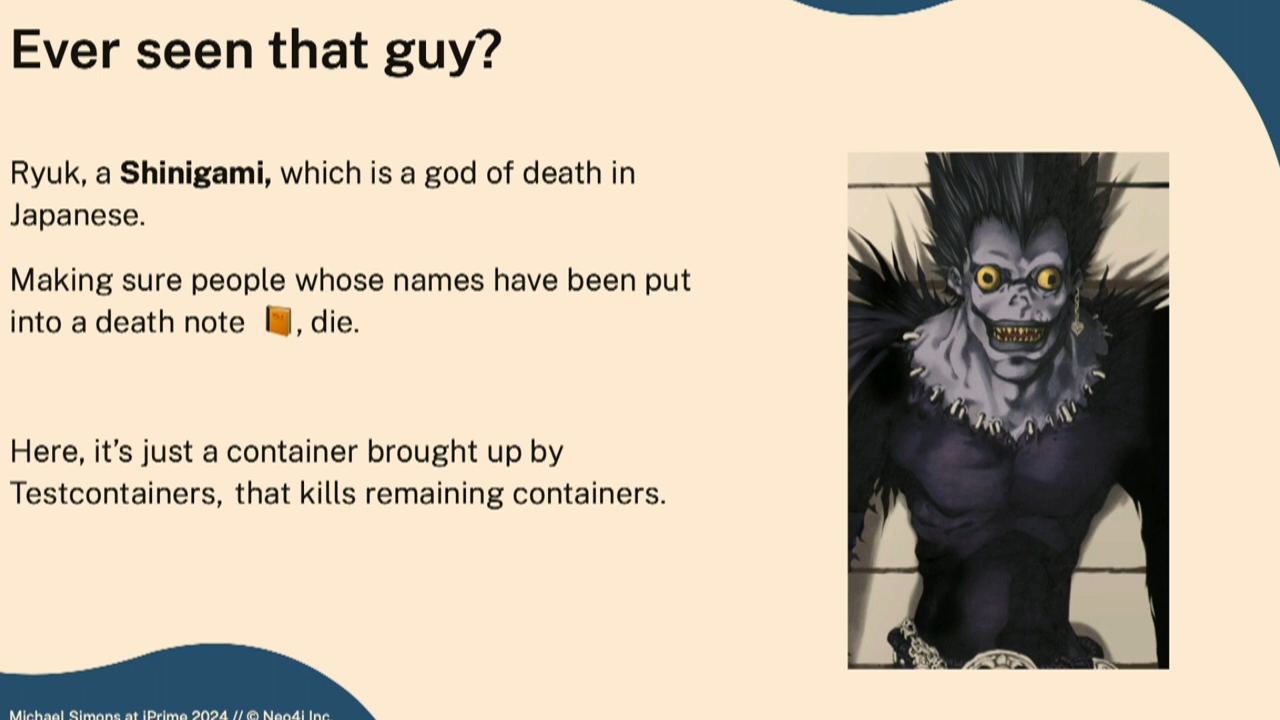 Ever seen that guy?
Ryuk, a Shinigami, which is a god of death in
Japanese.
Making sure people whose names have been put
into a death note 📙, die.
Here, it’s just a container brought up by
Testcontainers, that kills remaining containers.
Michael Simons at jPrime 2024 // © Neo4j Inc.